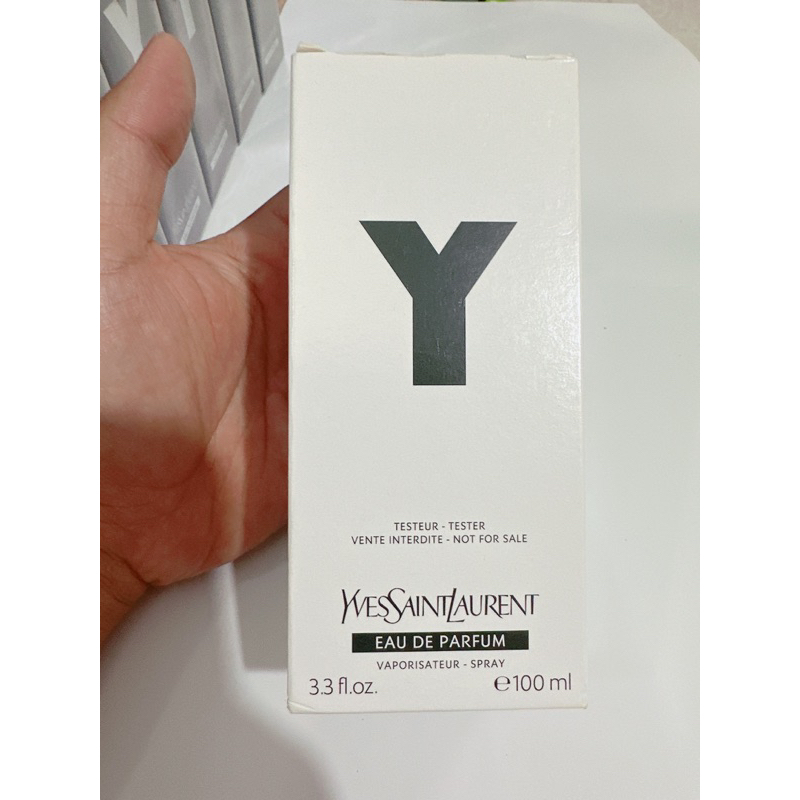 Y
TESTEUR - TESTER
VENTE INTERDITE - NOT FOR SALE
YVESSAINTLAURENT
EAU DE PARFUM
VAPORISATEUR - SPRAY
3.3 fl.oz. ℮100 ml